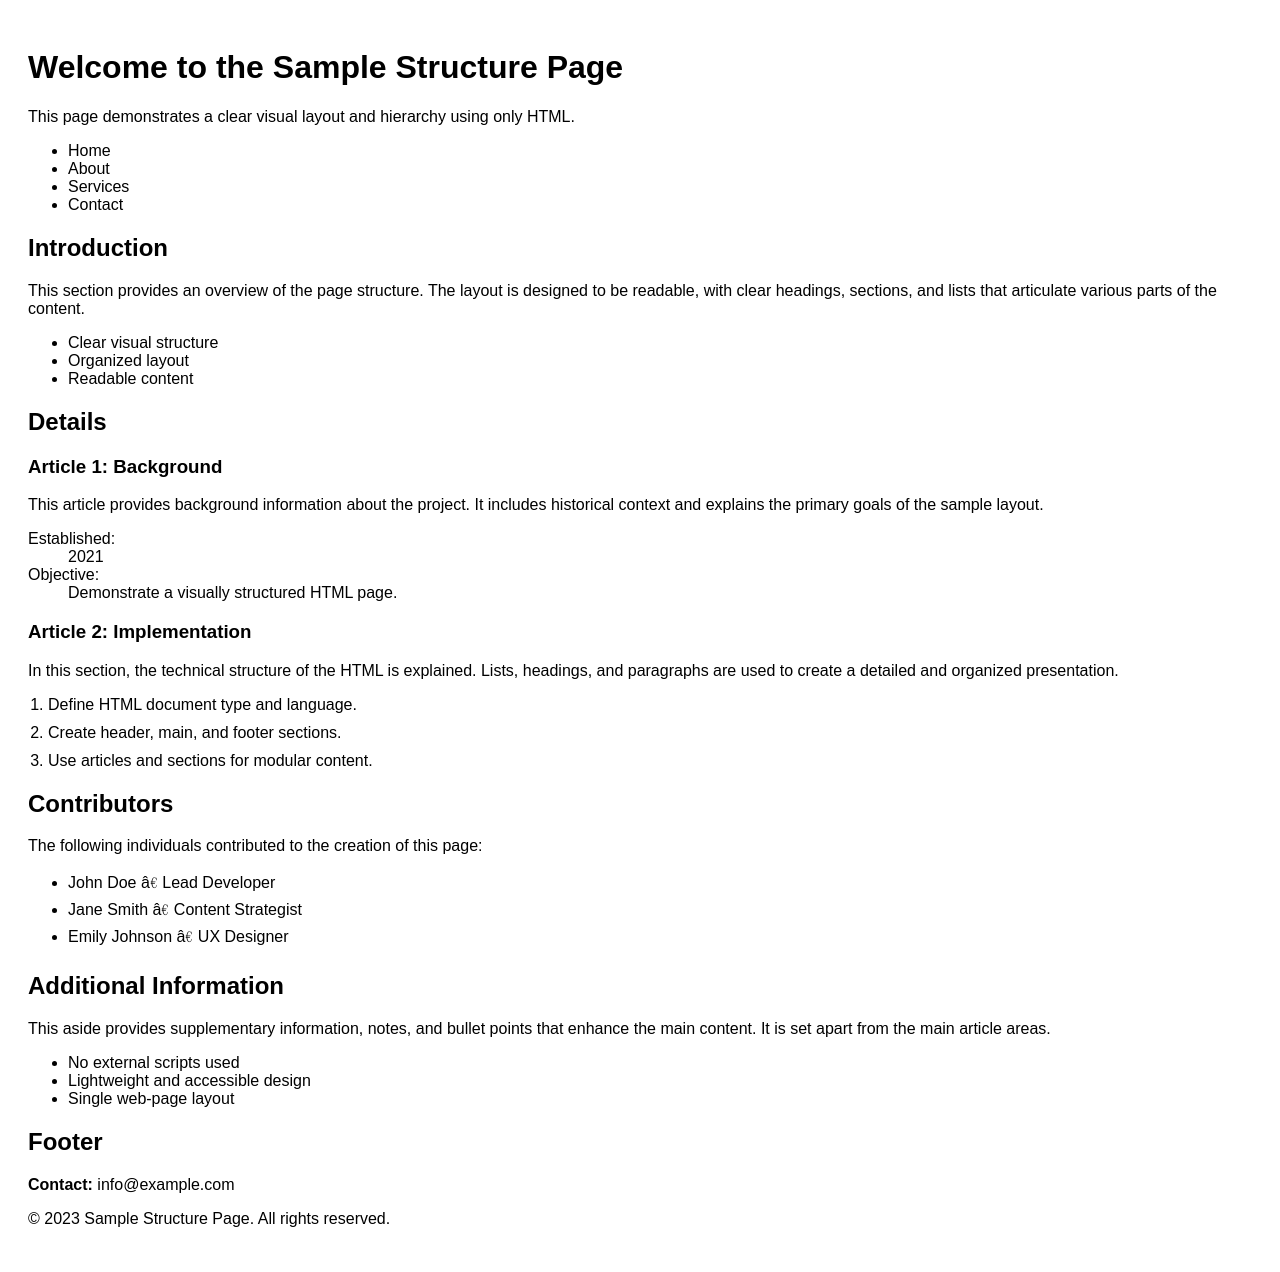 Welcome to the Sample Structure Page
This page demonstrates a clear visual layout and hierarchy using only HTML.
• Home
• About
• Services
• Contact
Introduction
This section provides an overview of the page structure. The layout is designed to be readable, with clear headings, sections, and lists that articulate various parts of the
content.
• Clear visual structure
• Organized layout
• Readable content
Details
Article 1: Background
This article provides background information about the project. It includes historical context and explains the primary goals of the sample layout.
Established:
2021
Objective:
Demonstrate a visually structured HTML page.
Article 2: Implementation
In this section, the technical structure of the HTML is explained. Lists, headings, and paragraphs are used to create a detailed and organized presentation.
1. Define HTML document type and language.
2. Create header, main, and footer sections.
3. Use articles and sections for modular content.
Contributors
The following individuals contributed to the creation of this page:
• John Doe â€ Lead Developer
• Jane Smith â€ Content Strategist
• Emily Johnson â€ UX Designer
Additional Information
This aside provides supplementary information, notes, and bullet points that enhance the main content. It is set apart from the main article areas.
• No external scripts used
• Lightweight and accessible design
• Single web-page layout
Footer
Contact: info@example.com
© 2023 Sample Structure Page. All rights reserved.